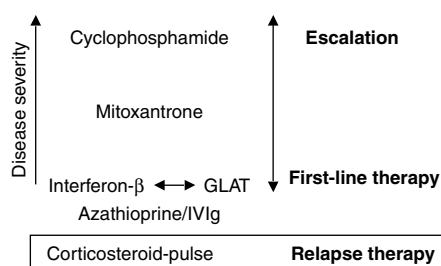 Disease severity
Cyclophosphamide Escalation
Mitoxantrone
Interferon-β GLAT First-line therapy
Azathioprine/IVIg
Corticosteroid-pulse Relapse therapy